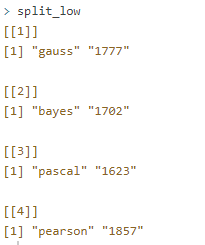 > split_low
[[1]]
[1] "gauss" "1777"
[[2]]
[1] "bayes" "1702"
[[3]]
[1] "pascal" "1623"
[[4]]
[1] "pearson" "1857"